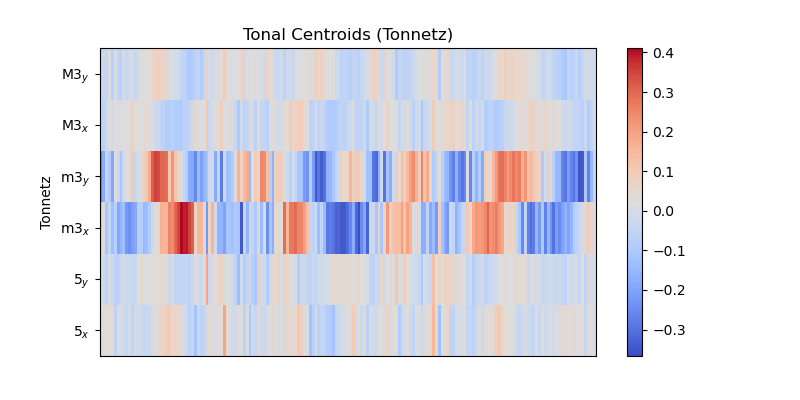 Tonal Centroids (Tonnetz)
Tonnetz
M3y
M3x
m3y
m3x
5y
5x
0.4
0.3
0.2
0.1
0.0
−0.1
−0.2
−0.3